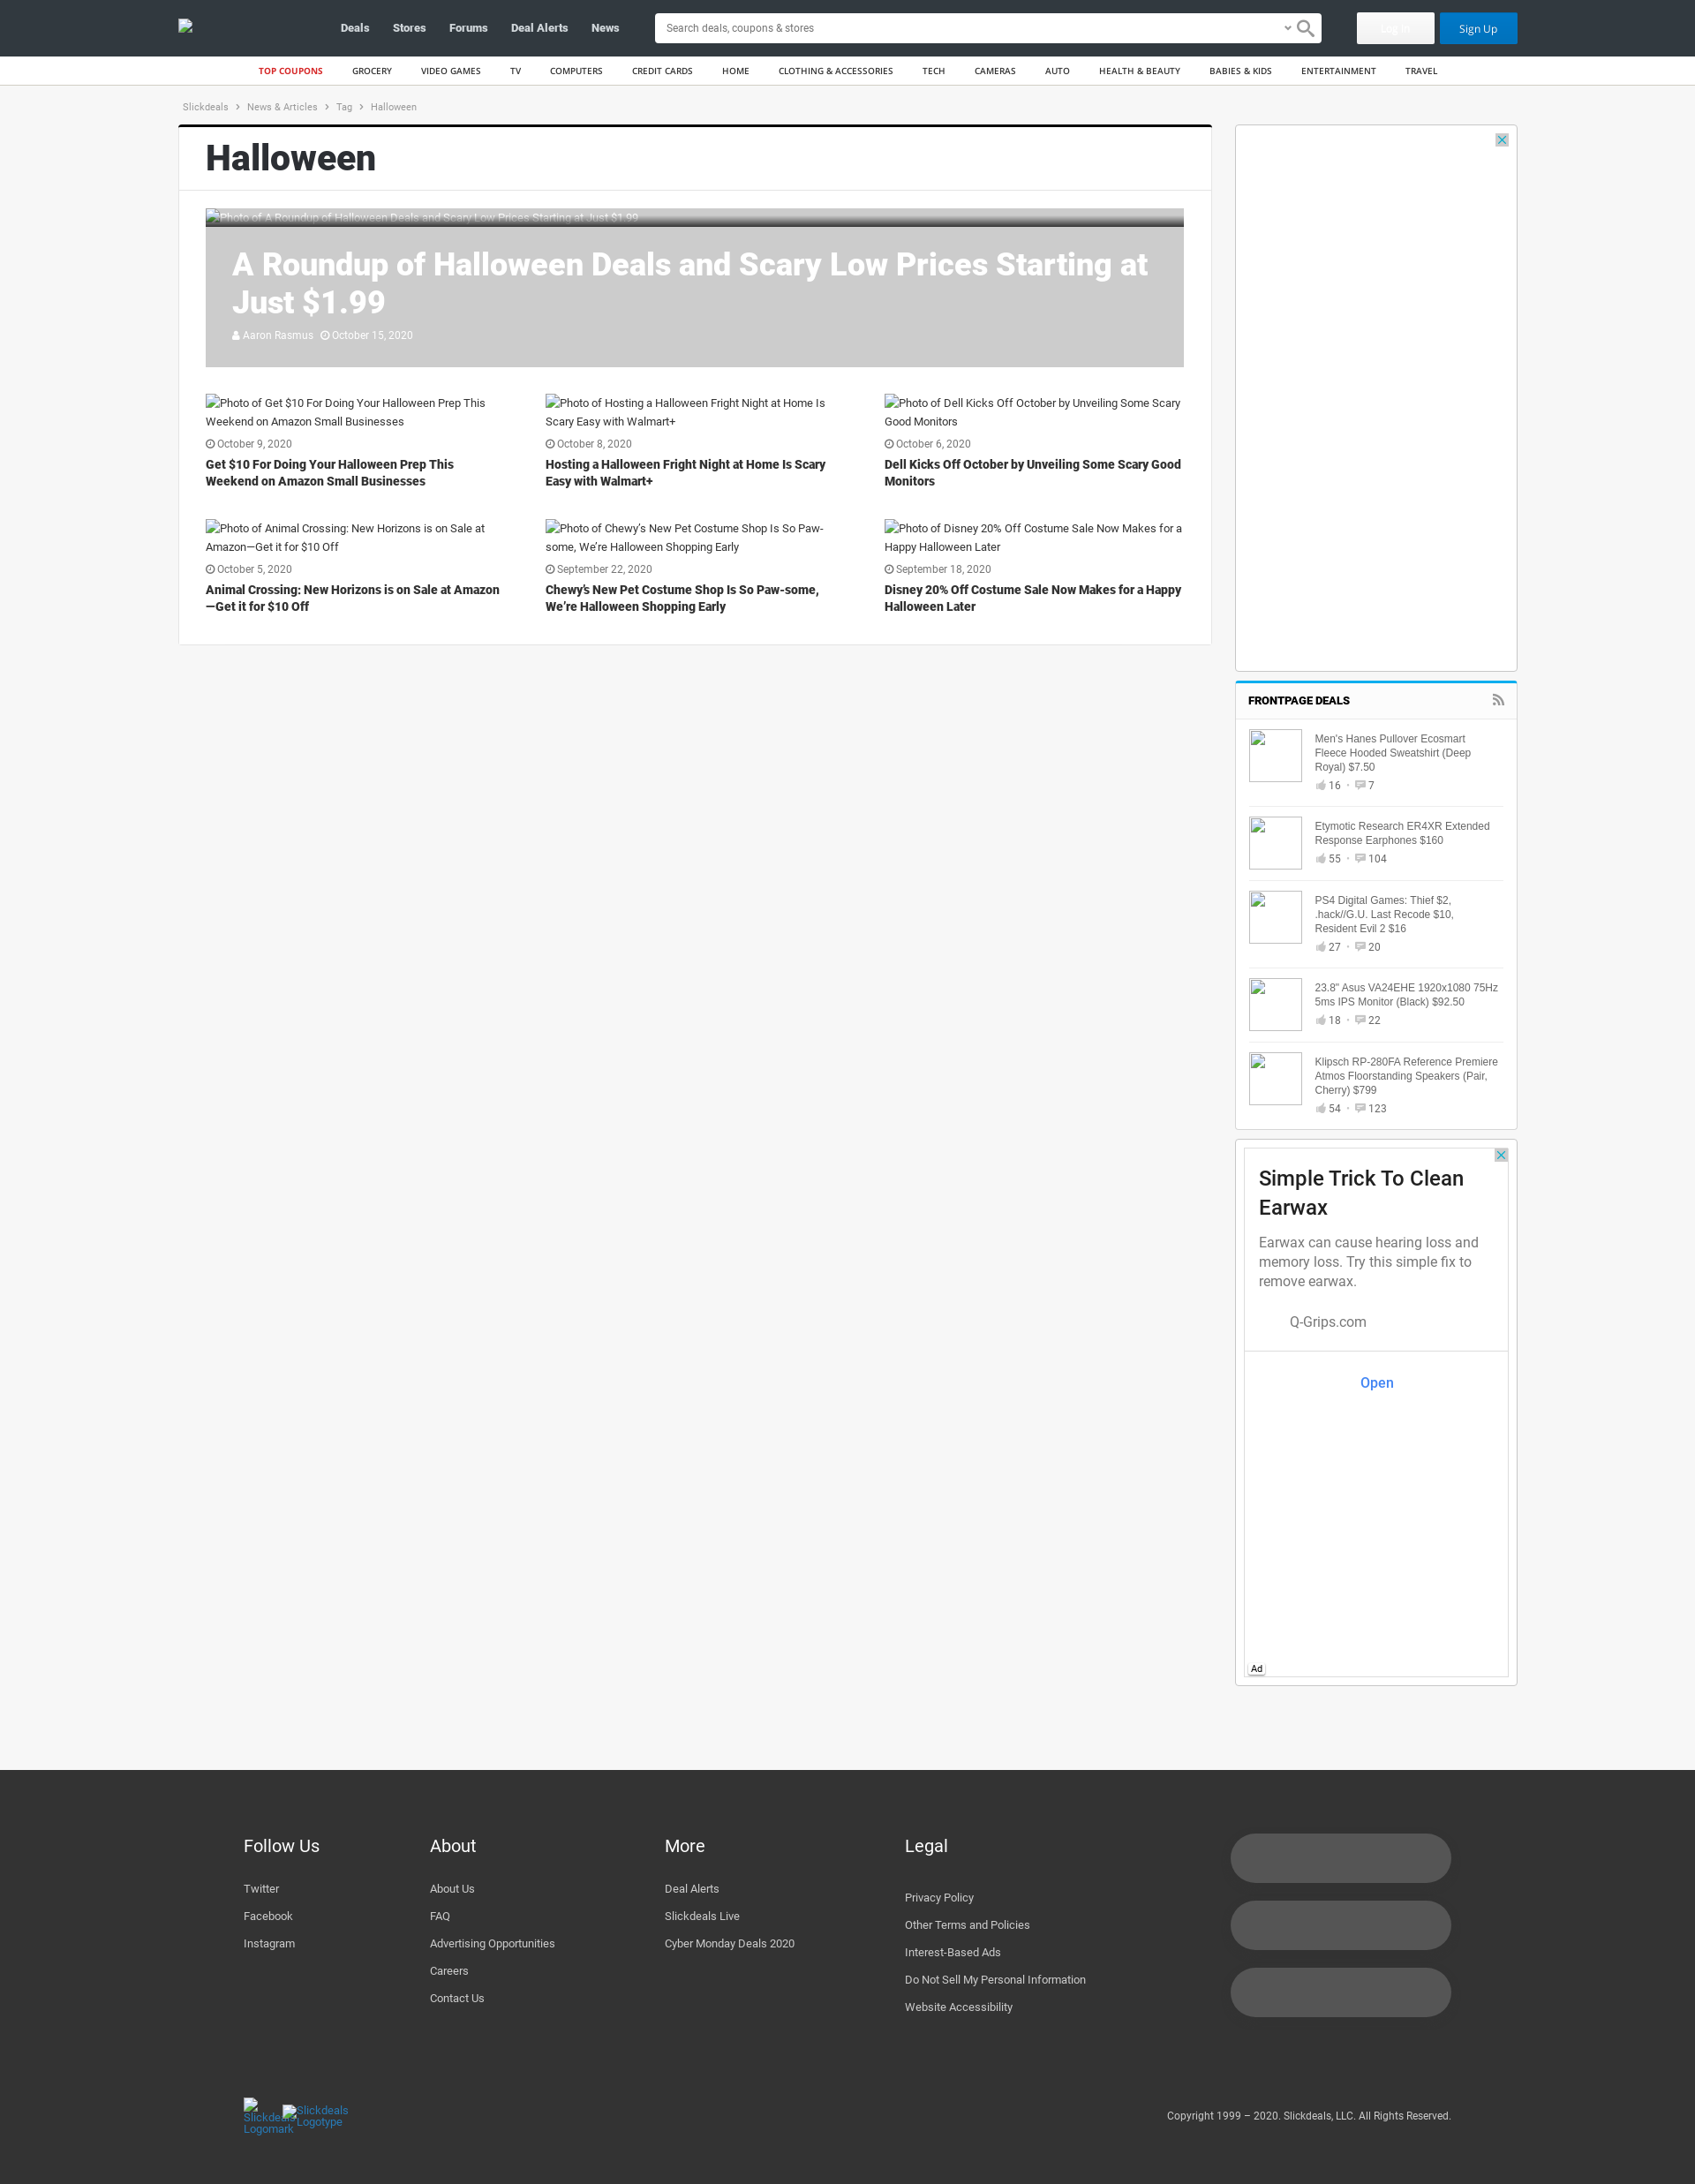 Deals Stores Forums Deal Alerts News Search deals, coupons & stores Log In Sign Up
TOP COUPONS GROCERY VIDEO GAMES TV COMPUTERS CREDIT CARDS HOME CLOTHING & ACCESSORIES TECH CAMERAS AUTO HEALTH & BEAUTY BABIES & KIDS ENTERTAINMENT TRAVEL
Slickdeals > News & Articles > Tag > Halloween
Halloween
Photo of A Roundup of Halloween Deals and Scary Low Prices Starting at Just $1.99
A Roundup of Halloween Deals and Scary Low Prices Starting at
Just $1.99
Aaron Rasmus October 15, 2020
Photo of Get $10 For Doing Your Halloween Prep This
Weekend on Amazon Small Businesses
October 9, 2020
Get $10 For Doing Your Halloween Prep This
Weekend on Amazon Small Businesses
Photo of Hosting a Halloween Fright Night at Home Is
Scary Easy with Walmart+
October 8, 2020
Hosting a Halloween Fright Night at Home Is Scary
Easy with Walmart+
Photo of Dell Kicks Off October by Unveiling Some Scary
Good Monitors
October 6, 2020
Dell Kicks Off October by Unveiling Some Scary Good
Monitors
Photo of Animal Crossing: New Horizons is on Sale at
Amazon—Get it for $10 Off
October 5, 2020
Animal Crossing: New Horizons is on Sale at Amazon
—Get it for $10 Off
Photo of Chewy’s New Pet Costume Shop Is So Paw-
some, We’re Halloween Shopping Early
September 22, 2020
Chewy’s New Pet Costume Shop Is So Paw-some,
We’re Halloween Shopping Early
Photo of Disney 20% Off Costume Sale Now Makes for a
Happy Halloween Later
September 18, 2020
Disney 20% Off Costume Sale Now Makes for a Happy
Halloween Later
FRONTPAGE DEALS
Men's Hanes Pullover Ecosmart
Fleece Hooded Sweatshirt (Deep
Royal) $7.50
16 • 7
Etymotic Research ER4XR Extended
Response Earphones $160
55 • 104
PS4 Digital Games: Thief $2,
.hack//G.U. Last Recode $10,
Resident Evil 2 $16
27 • 20
23.8" Asus VA24EHE 1920x1080 75Hz
5ms IPS Monitor (Black) $92.50
18 • 22
Klipsch RP-280FA Reference Premiere
Atmos Floorstanding Speakers (Pair,
Cherry) $799
54 • 123
Simple Trick To Clean
Earwax
Earwax can cause hearing loss and
memory loss. Try this simple fix to
remove earwax.
Q-Grips.com
Open
Ad
Follow Us
Twitter
Facebook
Instagram
About
About Us
FAQ
Advertising Opportunities
Careers
Contact Us
More
Deal Alerts
Slickdeals Live
Cyber Monday Deals 2020
Legal
Privacy Policy
Other Terms and Policies
Interest-Based Ads
Do Not Sell My Personal Information
Website Accessibility
Slickdeals
Logomark
Slickdeals
Logotype
Copyright 1999 – 2020. Slickdeals, LLC. All Rights Reserved.